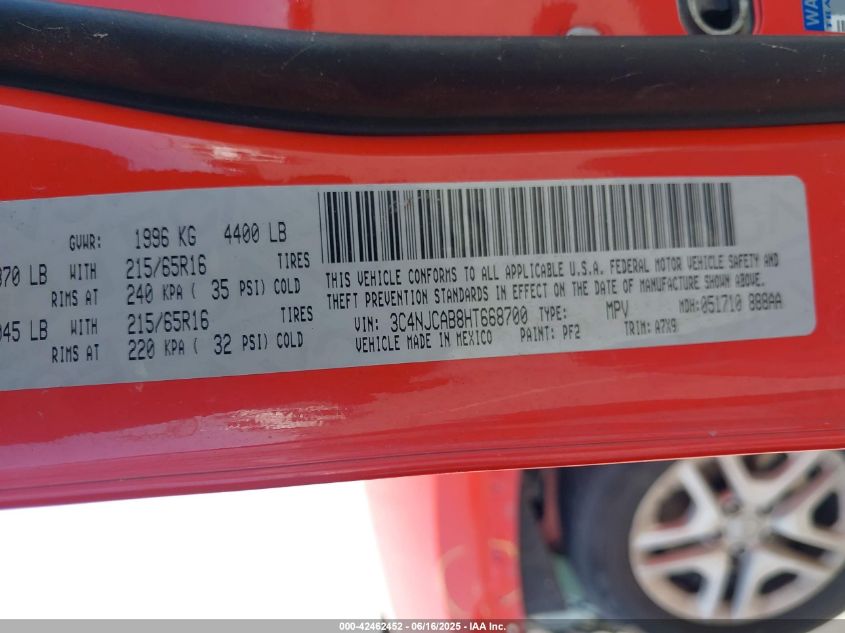 WA
GVWR: 1996 KG 4400 LB
870 LB WITH 215/65R16 TIRES
RIMS AT 240 KPA ( 35 PSI) COLD
045 LB WITH 215/65R16 TIRES
RIMS AT 220 KPA ( 32 PSI) COLD
THIS VEHICLE CONFORMS TO ALL APPLICABLE U.S.A. FEDERAL MOTOR VEHICLE SAFETY AND
THEFT PREVENTION STANDARDS IN EFFECT ON THE DATE OF MANUFACTURE SHOWN ABOVE.
VIN: 3C4NJCAB8HT668700 TYPE: MPV MDH:051710 888AA
VEHICLE MADE IN MEXICO PAINT: PF2 TRIM: A7X9
000-42462452 - 06/16/2025 - IAA Inc.